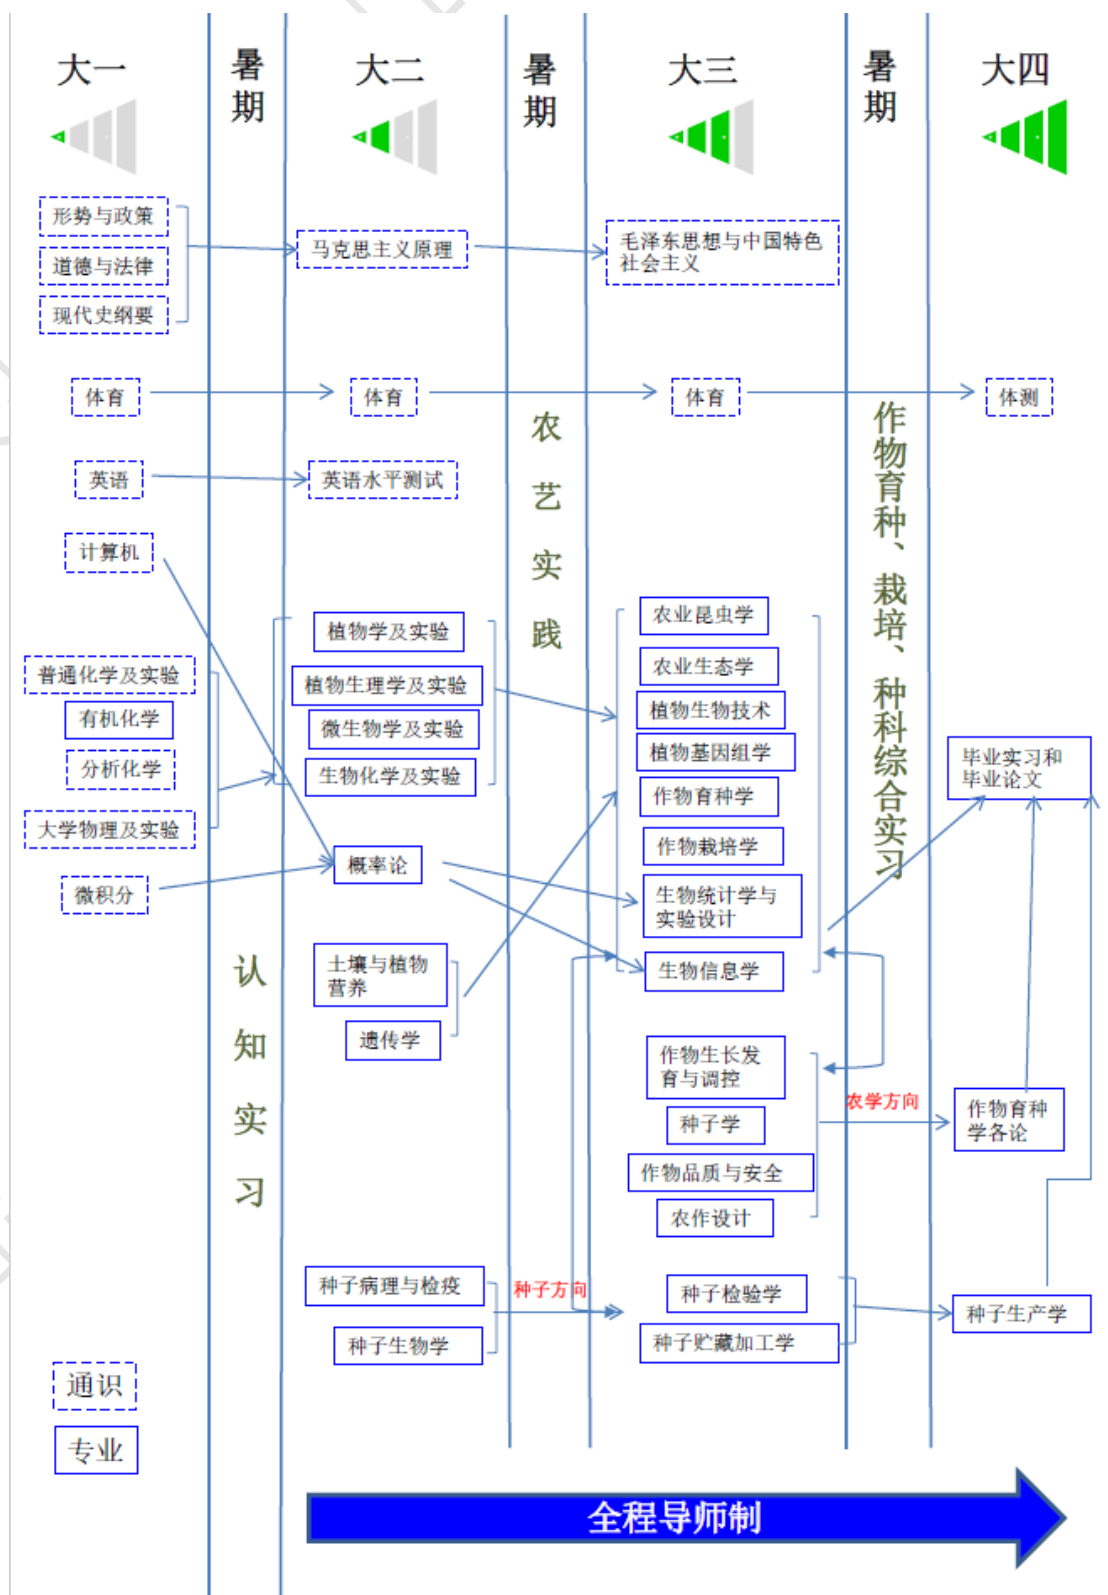 大一
暑
期
大二
暑
期
大三
暑
期
大四
形势与政策
道德与法律
现代史纲要
马克思主义原理
毛泽东思想与中国特色
社会主义
体育
体育
体育
体测
英语
英语水平测试
计算机
普通化学及实验
有机化学
分析化学
大学物理及实验
微积分
认
知
实
习
植物学及实验
植物生理学及实验
微生物学及实验
生物化学及实验
概率论
土壤与植物
营养
遗传学
种子病理与检疫
种子生物学
农
艺
实
践
种子方向
农业昆虫学
农业生态学
植物生物技术
植物基因组学
作物育种学
作物栽培学
生物统计学与
实验设计
生物信息学
作物生长发
育与调控
种子学
作物品质与安全
农作设计
种子检验学
种子贮藏加工学
作物育种、栽培、种科综合实习
农学方向
毕业实习和
毕业论文
作物育种
学各论
种子生产学
通识
专业
全程导师制